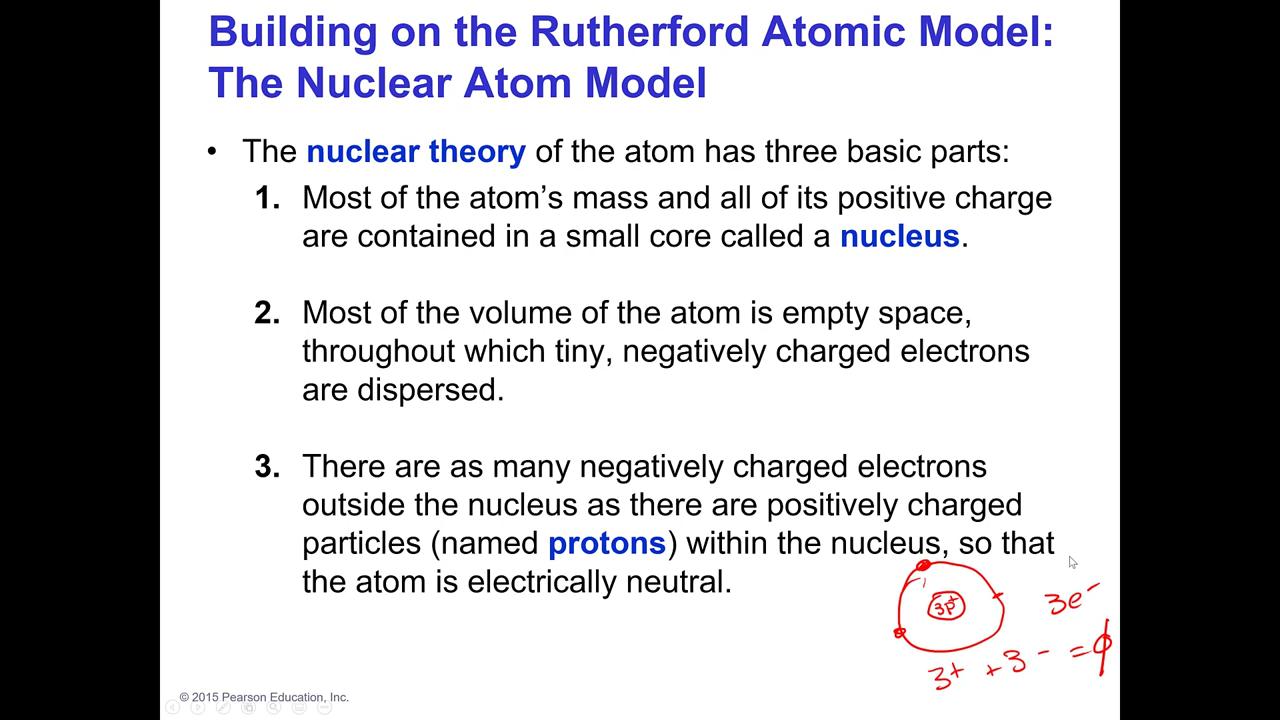 Building on the Rutherford Atomic Model:
The Nuclear Atom Model
• The nuclear theory of the atom has three basic parts:
1. Most of the atom’s mass and all of its positive charge
are contained in a small core called a nucleus.
2. Most of the volume of the atom is empty space,
throughout which tiny, negatively charged electrons
are dispersed.
3. There are as many negatively charged electrons
outside the nucleus as there are positively charged
particles (named protons) within the nucleus, so that
the atom is electrically neutral.
3p+
3e-
3+ + 3- = ϕ
© 2015 Pearson Education, Inc.